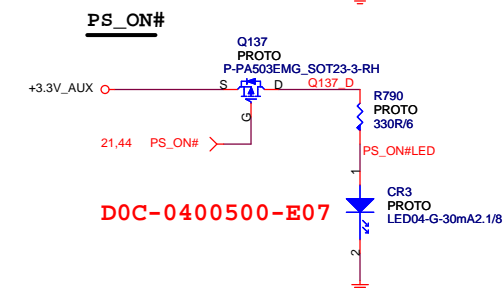 PS_ON#
Q137
PROTO
P-PA503EMG_SOT23-3-RH
+3.3V_AUX
S
D
Q137_D
G
R790
PROTO
330R/6
21,44
PS_ON#
PS_ON#LED
1
D0C-0400500-E07
CR3
PROTO
LED04-G-30mA2.1/8
2